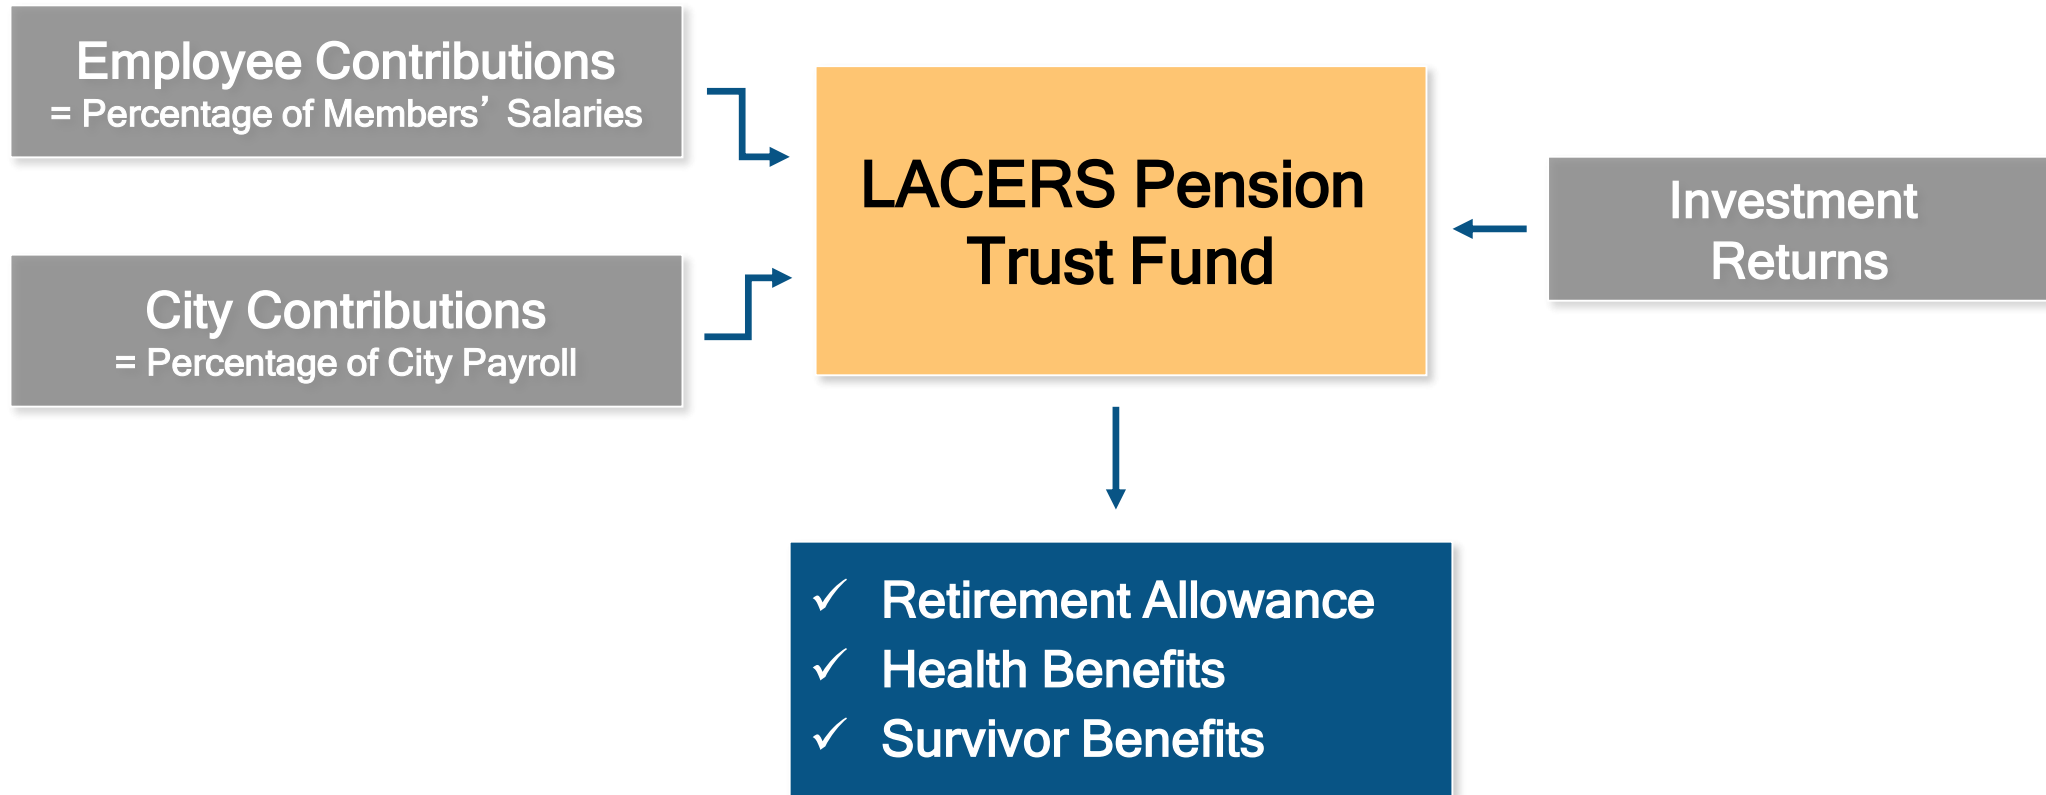 Employee Contributions
= Percentage of Members’ Salaries
City Contributions
= Percentage of City Payroll
LACERS Pension
Trust Fund
Investment
Returns
✓ Retirement Allowance
✓ Health Benefits
✓ Survivor Benefits